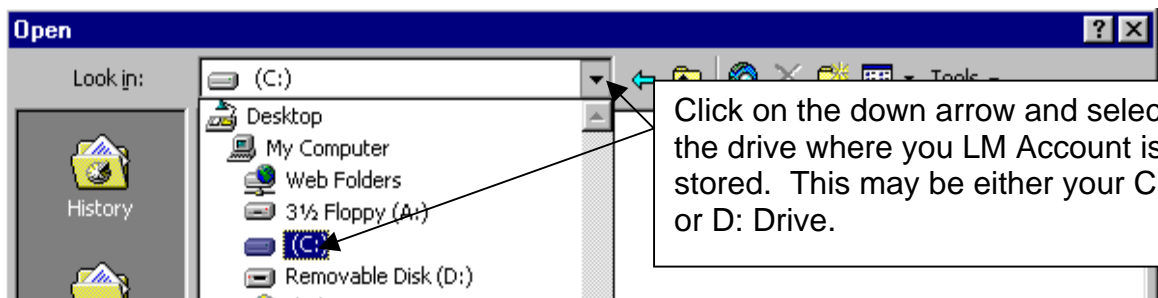 Open
Look in:
(C:)
Tools
Desktop
My Computer
Web Folders
3½ Floppy (A:)
(C:)
Removable Disk (D:)
History
Click on the down arrow and selec
the drive where you LM Account is
stored.  This may be either your C
or D: Drive.